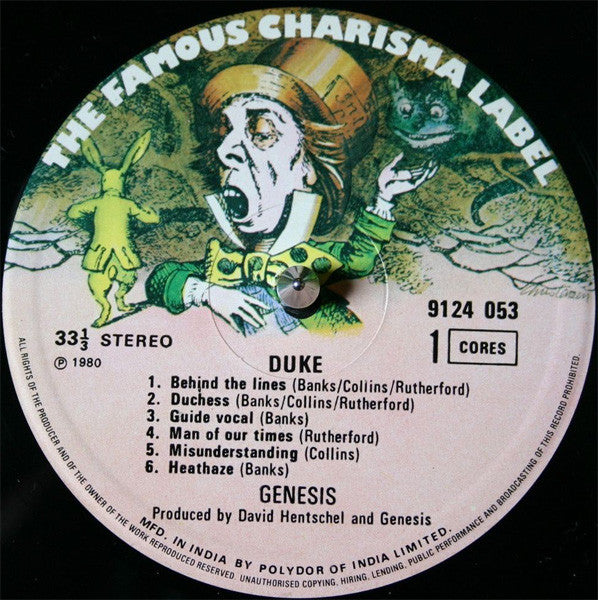 THE FAMOUS CHARISMA LABEL
9124 053
33⅓ STEREO
1 CORES
℗ 1980
DUKE
1. Behind the lines (Banks/Collins/Rutherford)
2. Duchess (Banks/Collins/Rutherford)
3. Guide vocal (Banks)
4. Man of our times (Rutherford)
5. Misunderstanding (Collins)
6. Heathaze (Banks)
GENESIS
Produced by David Hentschel and Genesis
MFD. IN INDIA BY POLYDOR OF INDIA LIMITED.
ALL RIGHTS OF THE PRODUCER AND OF THE OWNER OF THE WORK REPRODUCED RESERVED. UNAUTHORISED COPYING, HIRING, LENDING, PUBLIC PERFORMANCE AND BROADCASTING OF THIS RECORD PROHIBITED.